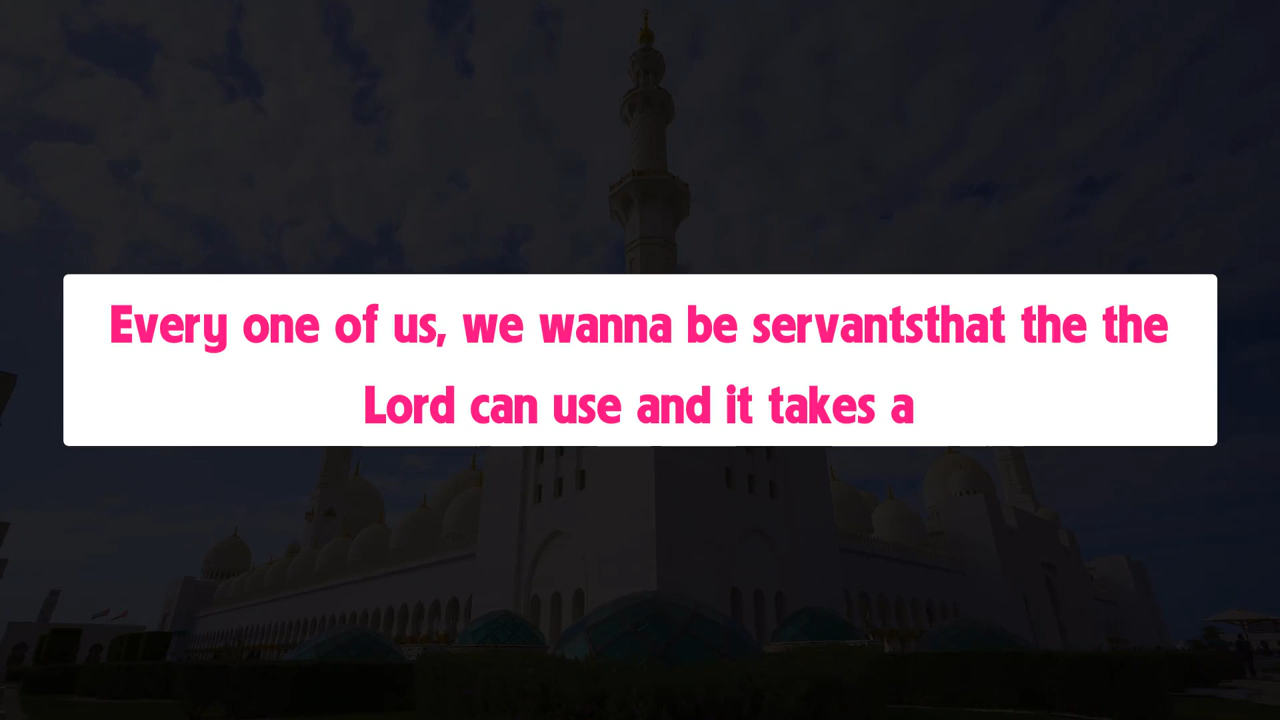 Every one of us, we wanna be servantsthat the the
Lord can use and it takes a